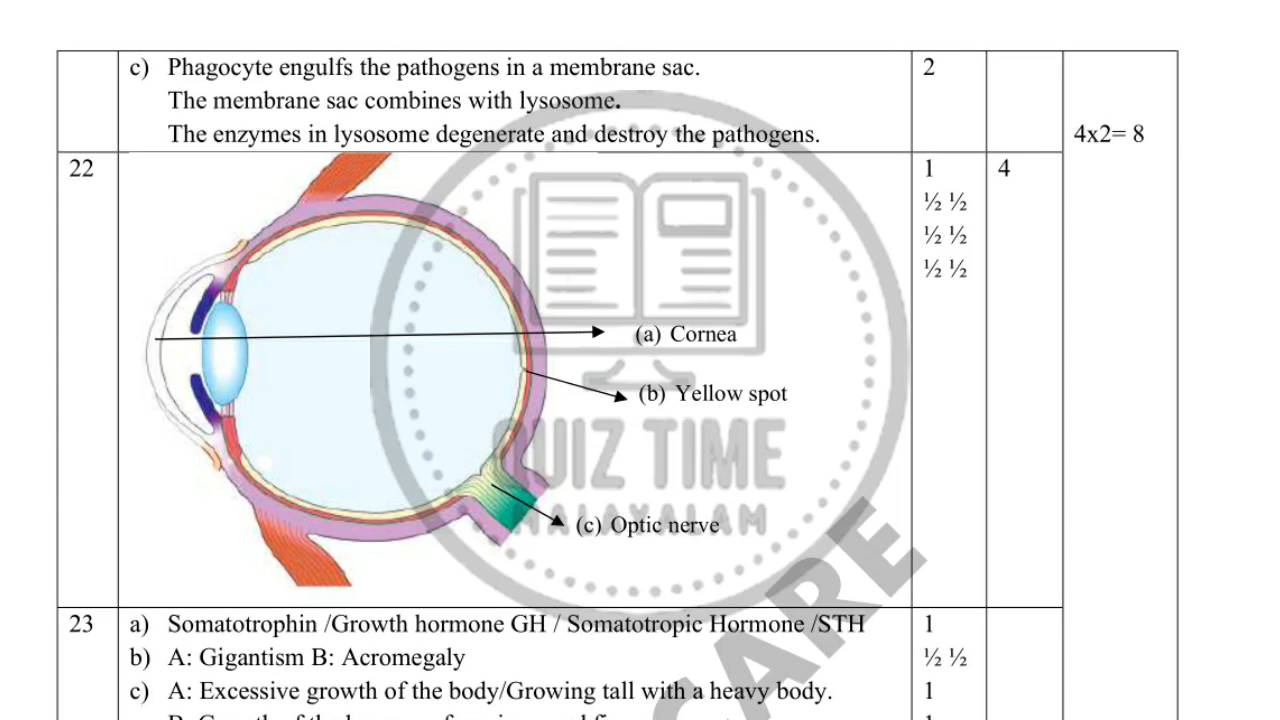 c) Phagocyte engulfs the pathogens in a membrane sac.
The membrane sac combines with lysosome.
The enzymes in lysosome degenerate and destroy the pathogens.
2
4x2= 8
22
1
½ ½
½ ½
½ ½
4
(a) Cornea
(b) Yellow spot
QUIZ TIME
MALAYALAM
(c) Optic nerve
CARE
23
a) Somatotrophin /Growth hormone GH / Somatotropic Hormone /STH
1
b) A: Gigantism B: Acromegaly
½ ½
c) A: Excessive growth of the body/Growing tall with a heavy body.
1